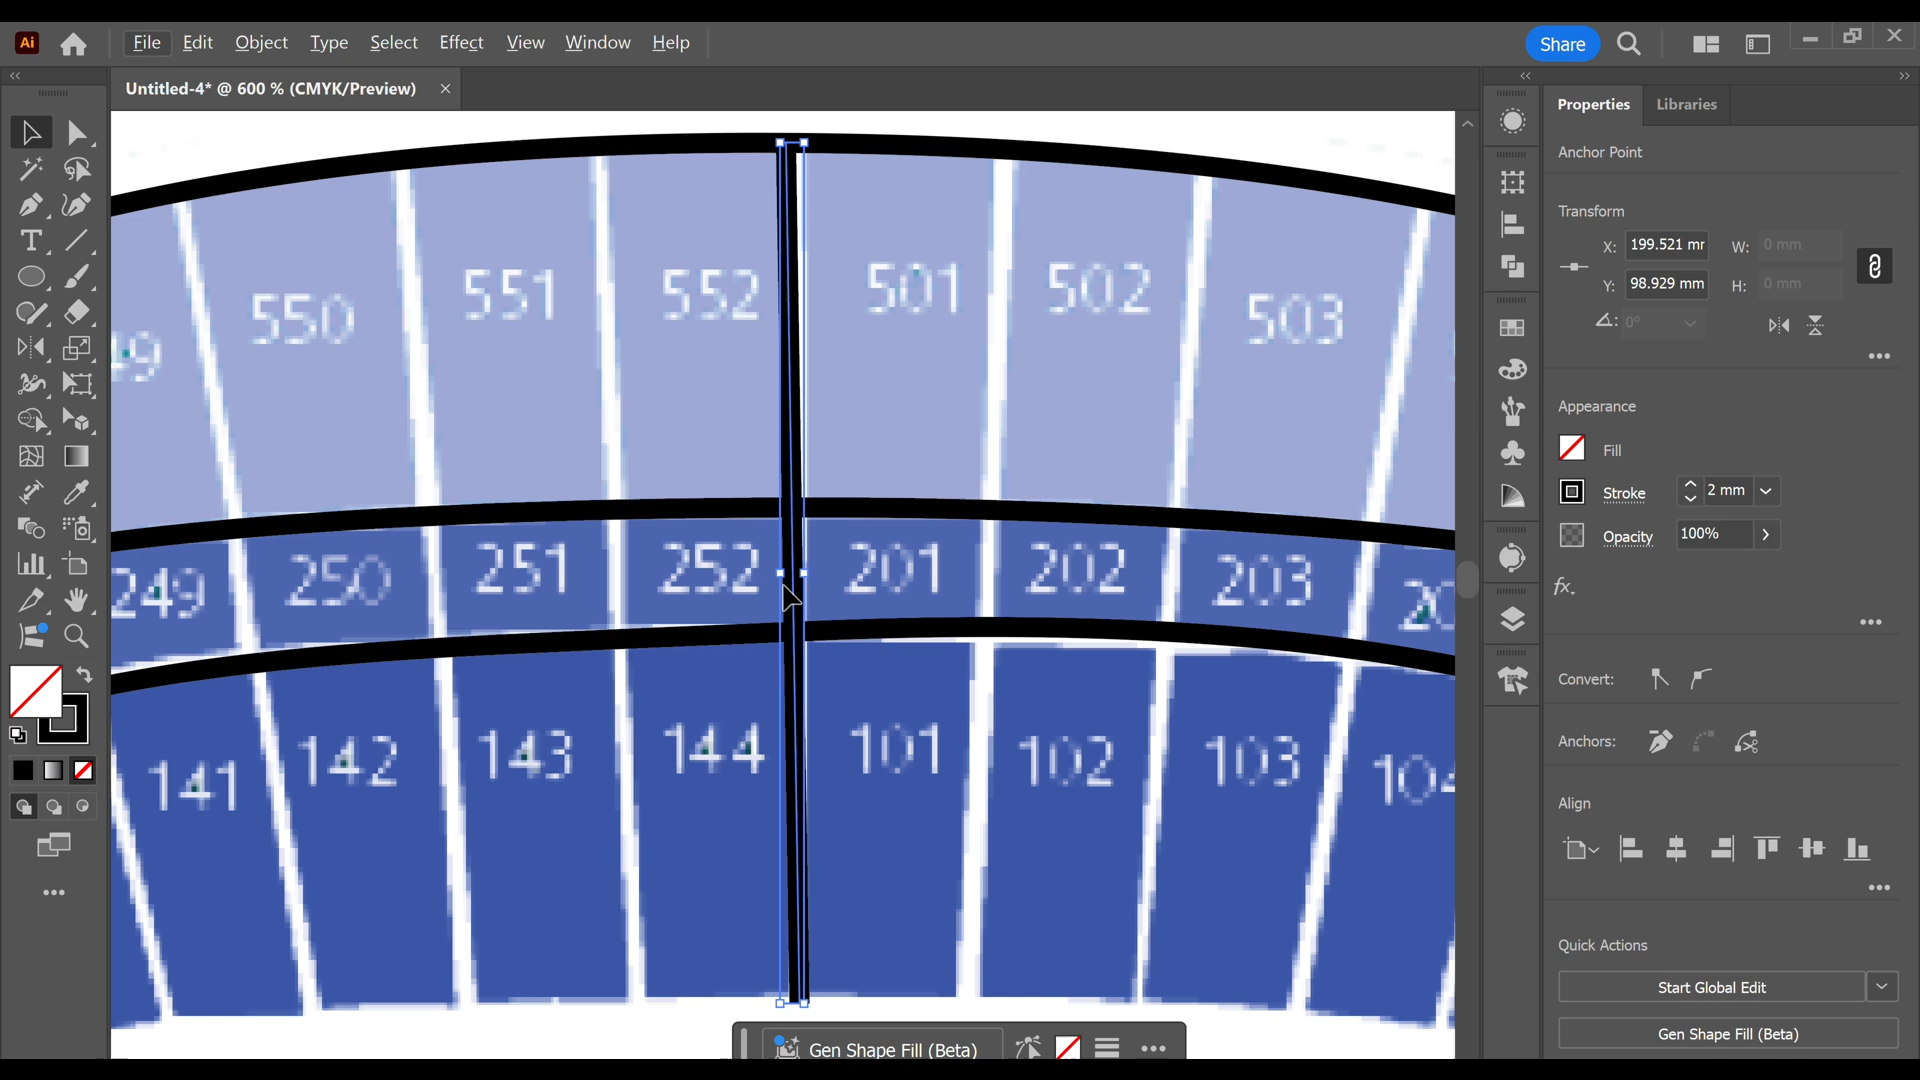 Ai File Edit Object Type Select Effect View Window Help Share
Untitled-4* @ 600 % (CMYK/Preview)
Properties Libraries
Anchor Point
Transform
X: 199.521 mr W: 0 mm
Y: 98.929 mm H: 0 mm
0°
Appearance
Fill
Stroke 2 mm
Opacity 100%
fx.
Convert:
Anchors:
Align
Quick Actions
Start Global Edit
Gen Shape Fill (Beta)
550 551 552 501 502 503
249 250 251 252 201 202 203
141 142 143 144 101 102 103 104
Gen Shape Fill (Beta)